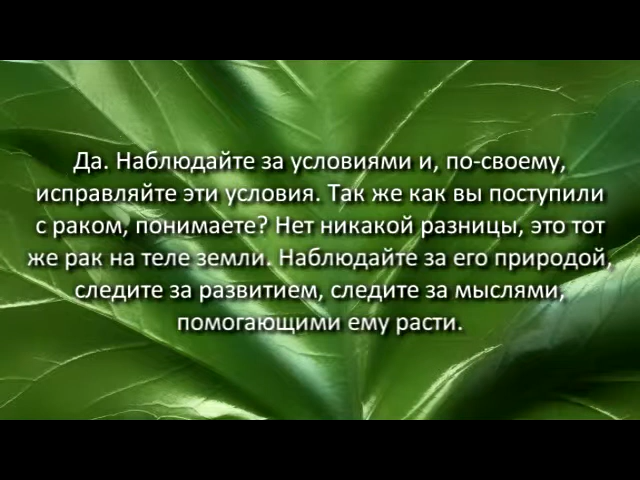 Да. Наблюдайте за условиями и, по-своему,
исправляйте эти условия. Так же как вы поступили
с раком, понимаете? Нет никакой разницы, это тот
же рак на теле земли. Наблюдайте за его природой,
следите за развитием, следите за мыслями,
помогающими ему расти.